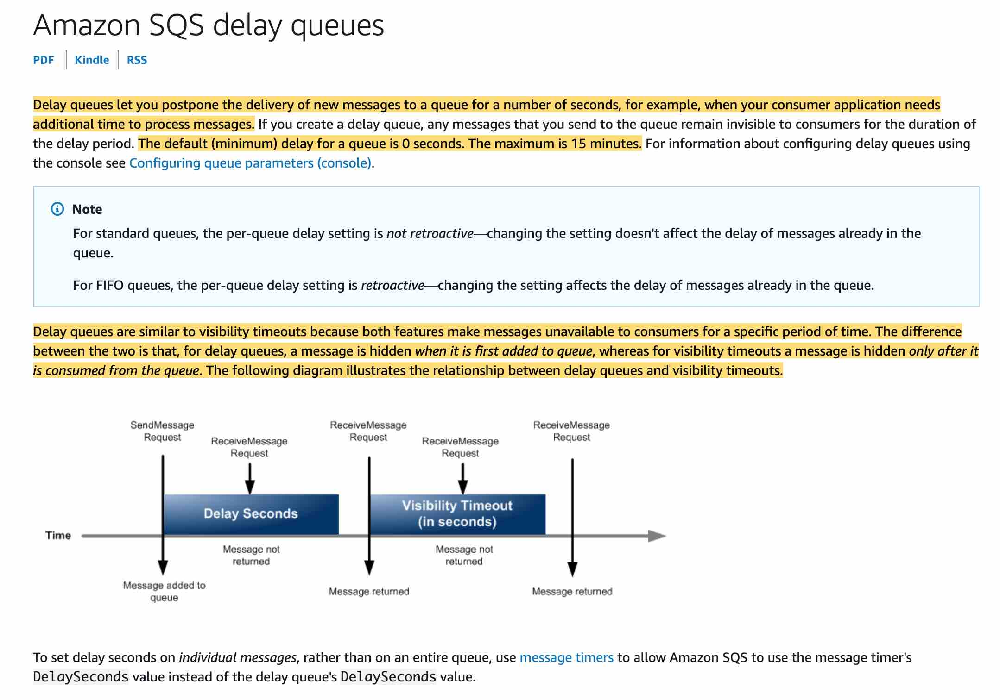 Amazon SQS delay queues
PDF
Kindle
RSS
Delay queues let you postpone the delivery of new messages to a queue for a number of seconds, for example, when your consumer application needs
additional time to process messages. If you create a delay queue, any messages that you send to the queue remain invisible to consumers for the duration of
the delay period. The default (minimum) delay for a queue is 0 seconds. The maximum is 15 minutes. For information about configuring delay queues using
the console see Configuring queue parameters (console).
Note
For standard queues, the per-queue delay setting is not retroactive—changing the setting doesn't affect the delay of messages already in the
queue.
For FIFO queues, the per-queue delay setting is retroactive—changing the setting affects the delay of messages already in the queue.
Delay queues are similar to visibility timeouts because both features make messages unavailable to consumers for a specific period of time. The difference
between the two is that, for delay queues, a message is hidden when it is first added to queue, whereas for visibility timeouts a message is hidden only after it
is consumed from the queue. The following diagram illustrates the relationship between delay queues and visibility timeouts.
SendMessage
Request
ReceiveMessage
Request
ReceiveMessage
Request
ReceiveMessage
Request
ReceiveMessage
Request
Delay Seconds
Visibility Timeout
(in seconds)
Time
Message not
returned
Message not
returned
Message added to
queue
Message returned
Message returned
To set delay seconds on individual messages, rather than on an entire queue, use message timers to allow Amazon SQS to use the message timer's
DelaySeconds value instead of the delay queue's DelaySeconds value.